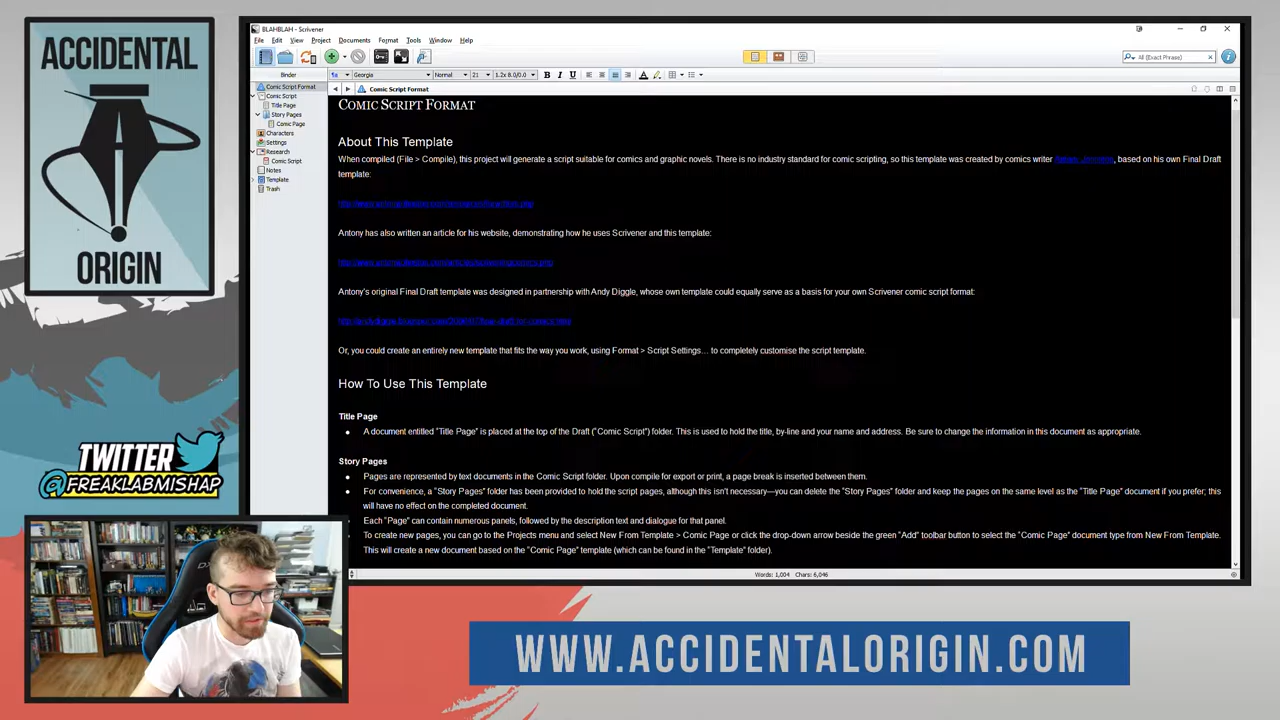 ACCIDENTAL
ORIGIN
TWITTER
@FREAKLABMISHAP
BLAHBLAH - Scrivener
File Edit View Project Documents Format Tools Window Help
All (Exact Phrase)
Binder
Georgia Normal 21 1.2x 8.0/0.0 B I U A
Comic Script Format
Comic Script
Title Page
Story Pages
Comic Page
Characters
Settings
Research
Comic Script
Notes
Template
Trash
Comic Script Format
COMIC SCRIPT FORMAT
About This Template
When compiled (File > Compile), this project will generate a script suitable for comics and graphic novels. There is no industry standard for comic scripting, so this template was created by comics writer , based on his own Final Draft
template:
Antony has also written an article for his website, demonstrating how he uses Scrivener and this template:
Antony's original Final Draft template was designed in partnership with Andy Diggle, whose own template could equally serve as a basis for your own Scrivener comic script format:
Or, you could create an entirely new template that fits the way you work, using Format > Script Settings... to completely customise the script template.
How To Use This Template
Title Page
• A document entitled "Title Page" is placed at the top of the Draft ("Comic Script") folder. This is used to hold the title, by-line and your name and address. Be sure to change the information in this document as appropriate.
Story Pages
• Pages are represented by text documents in the Comic Script folder. Upon compile for export or print, a page break is inserted between them.
• For convenience, a "Story Pages" folder has been provided to hold the script pages, although this isn't necessary—you can delete the "Story Pages" folder and keep the pages on the same level as the "Title Page" document if you prefer; this
will have no effect on the completed document.
• Each "Page" can contain numerous panels, followed by the description text and dialogue for that panel.
• To create new pages, you can go to the Projects menu and select New From Template > Comic Page or click the drop-down arrow beside the green "Add" toolbar button to select the "Comic Page" document type from New From Template.
This will create a new document based on the "Comic Page" template (which can be found in the "Template" folder).
Words: 1,004 Chars: 6,046
WWW.ACCIDENTALORIGIN.COM